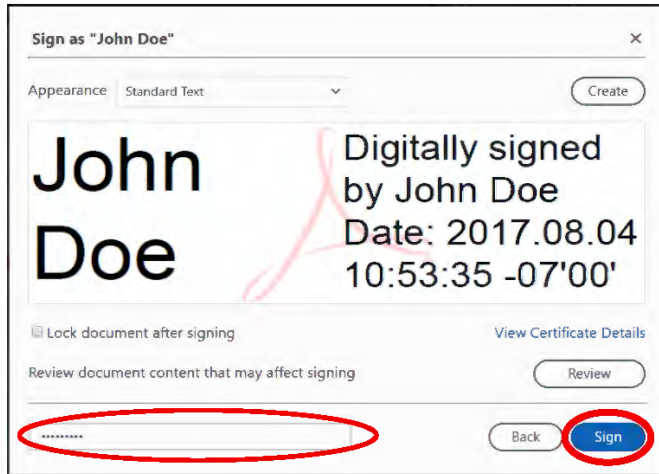 Sign as "John Doe"
Appearance Standard Text Create
John
Doe
Digitally signed
by John Doe
Date: 2017.08.04
10:53:35 -07'00'
Lock document after signing View Certificate Details
Review document content that may affect signing Review
Back Sign